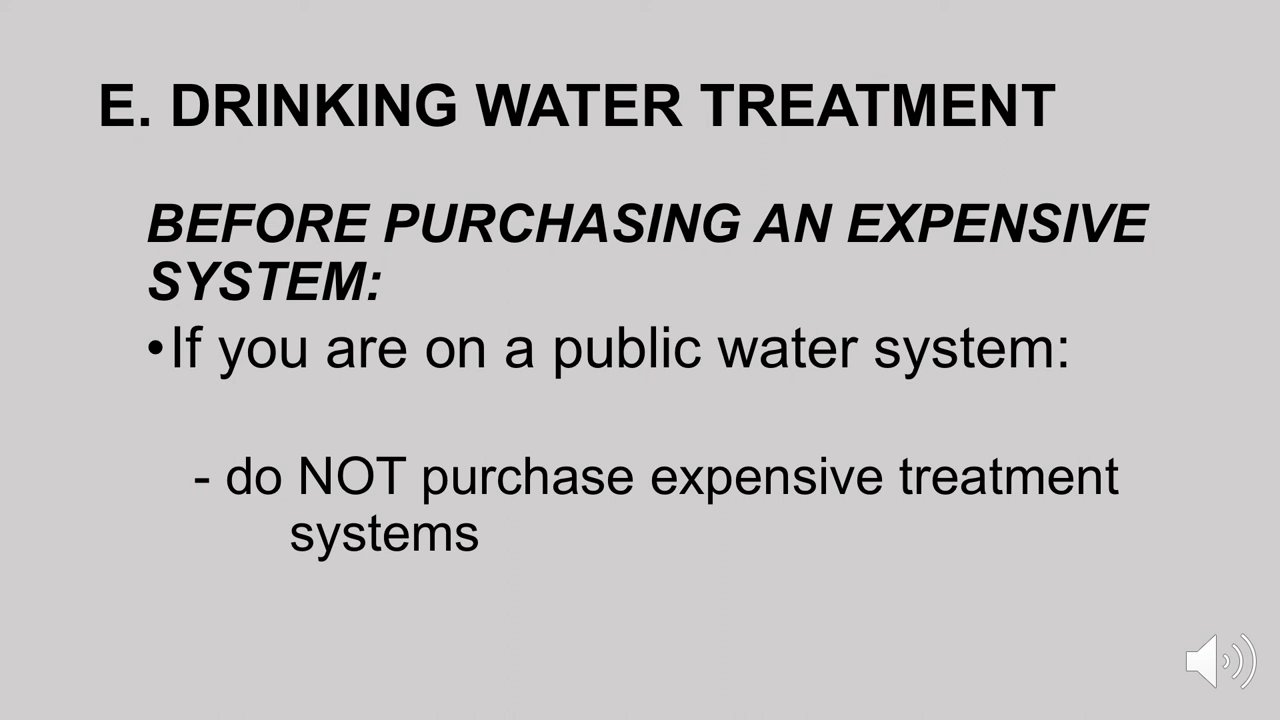 E. DRINKING WATER TREATMENT
BEFORE PURCHASING AN EXPENSIVE
SYSTEM:
•If you are on a public water system:
- do NOT purchase expensive treatment
systems